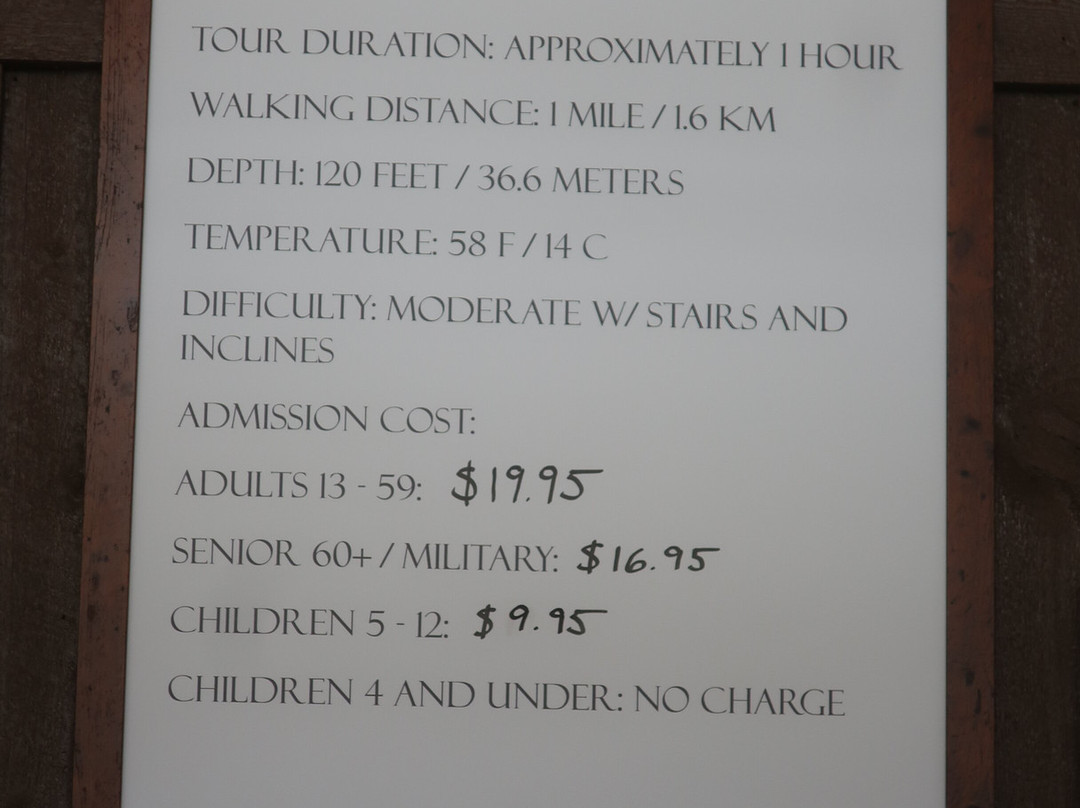 TOUR DURATION: APPROXIMATELY 1 HOUR
WALKING DISTANCE: 1 MILE / 1.6 KM
DEPTH: 120 FEET / 36.6 METERS
TEMPERATURE: 58 F / 14 C
DIFFICULTY: MODERATE W/ STAIRS AND
INCLINES
ADMISSION COST:
ADULTS 13 - 59: $19.95
SENIOR 60+ / MILITARY: $16.95
CHILDREN 5 - 12: $9.95
CHILDREN 4 AND UNDER: NO CHARGE